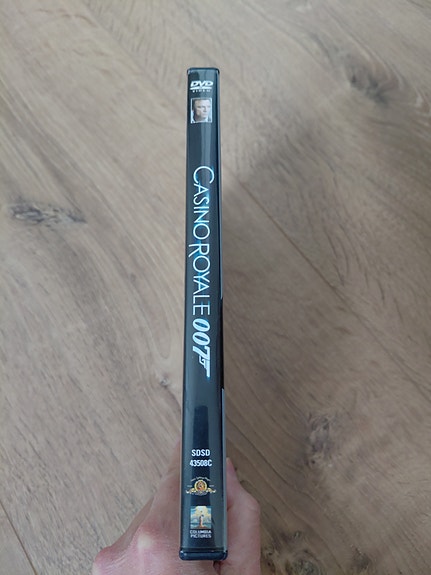 DVD
VIDEO
CASINO ROYALE 007
SDSD
43508C
COLUMBIA
PICTURES